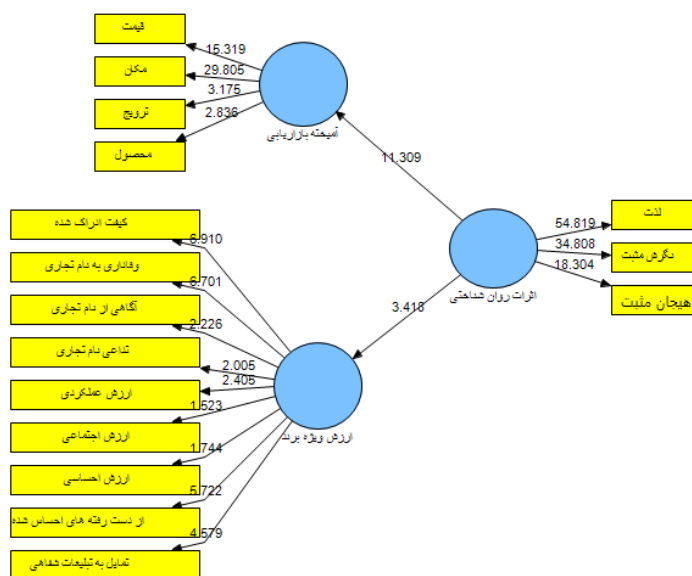 قیمت
15.319
مکان
29.805
ترویج
3.175
محصول
2.836
آمیخته بازاریابی
11.309
لذت
54.819
نگرش مثبت
34.808
هیجان مثبت
18.304
اثرات روان شناختی
3.418
کیفت ادراک شده
6.910
وفاداری به نام تجاری
6.701
آگاهی از نام تجاری
2.226
تداعی نام تجاری
2.005
ارزش عملکردی
2.405
ارزش اجتماعی
1.523
ارزش احساسی
1.744
از دست رفته های احساس شده
5.722
تمایل به تبلیعات شفاهی
4.579
ارزش ویژه برند